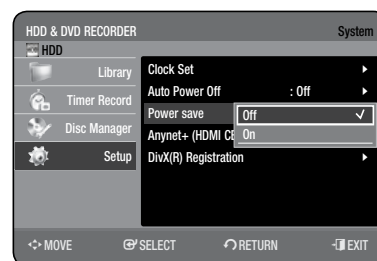 HDD & DVD RECORDER System
HDD
Library
Timer Record
Disc Manager
Setup
Clock Set
Auto Power Off : Off
Power save Off
Anynet+ (HDMI CE On
DivX(R) Registration
MOVE SELECT RETURN EXIT